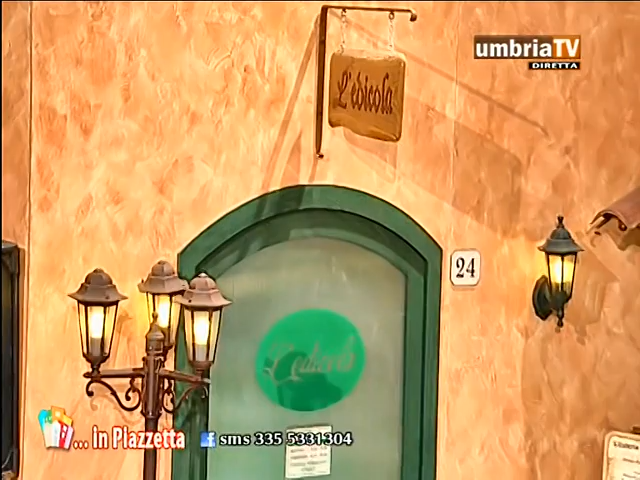 umbriaTV
DIRETTA
L'edicola
24
... in Piazzetta
f sms 335 5331304